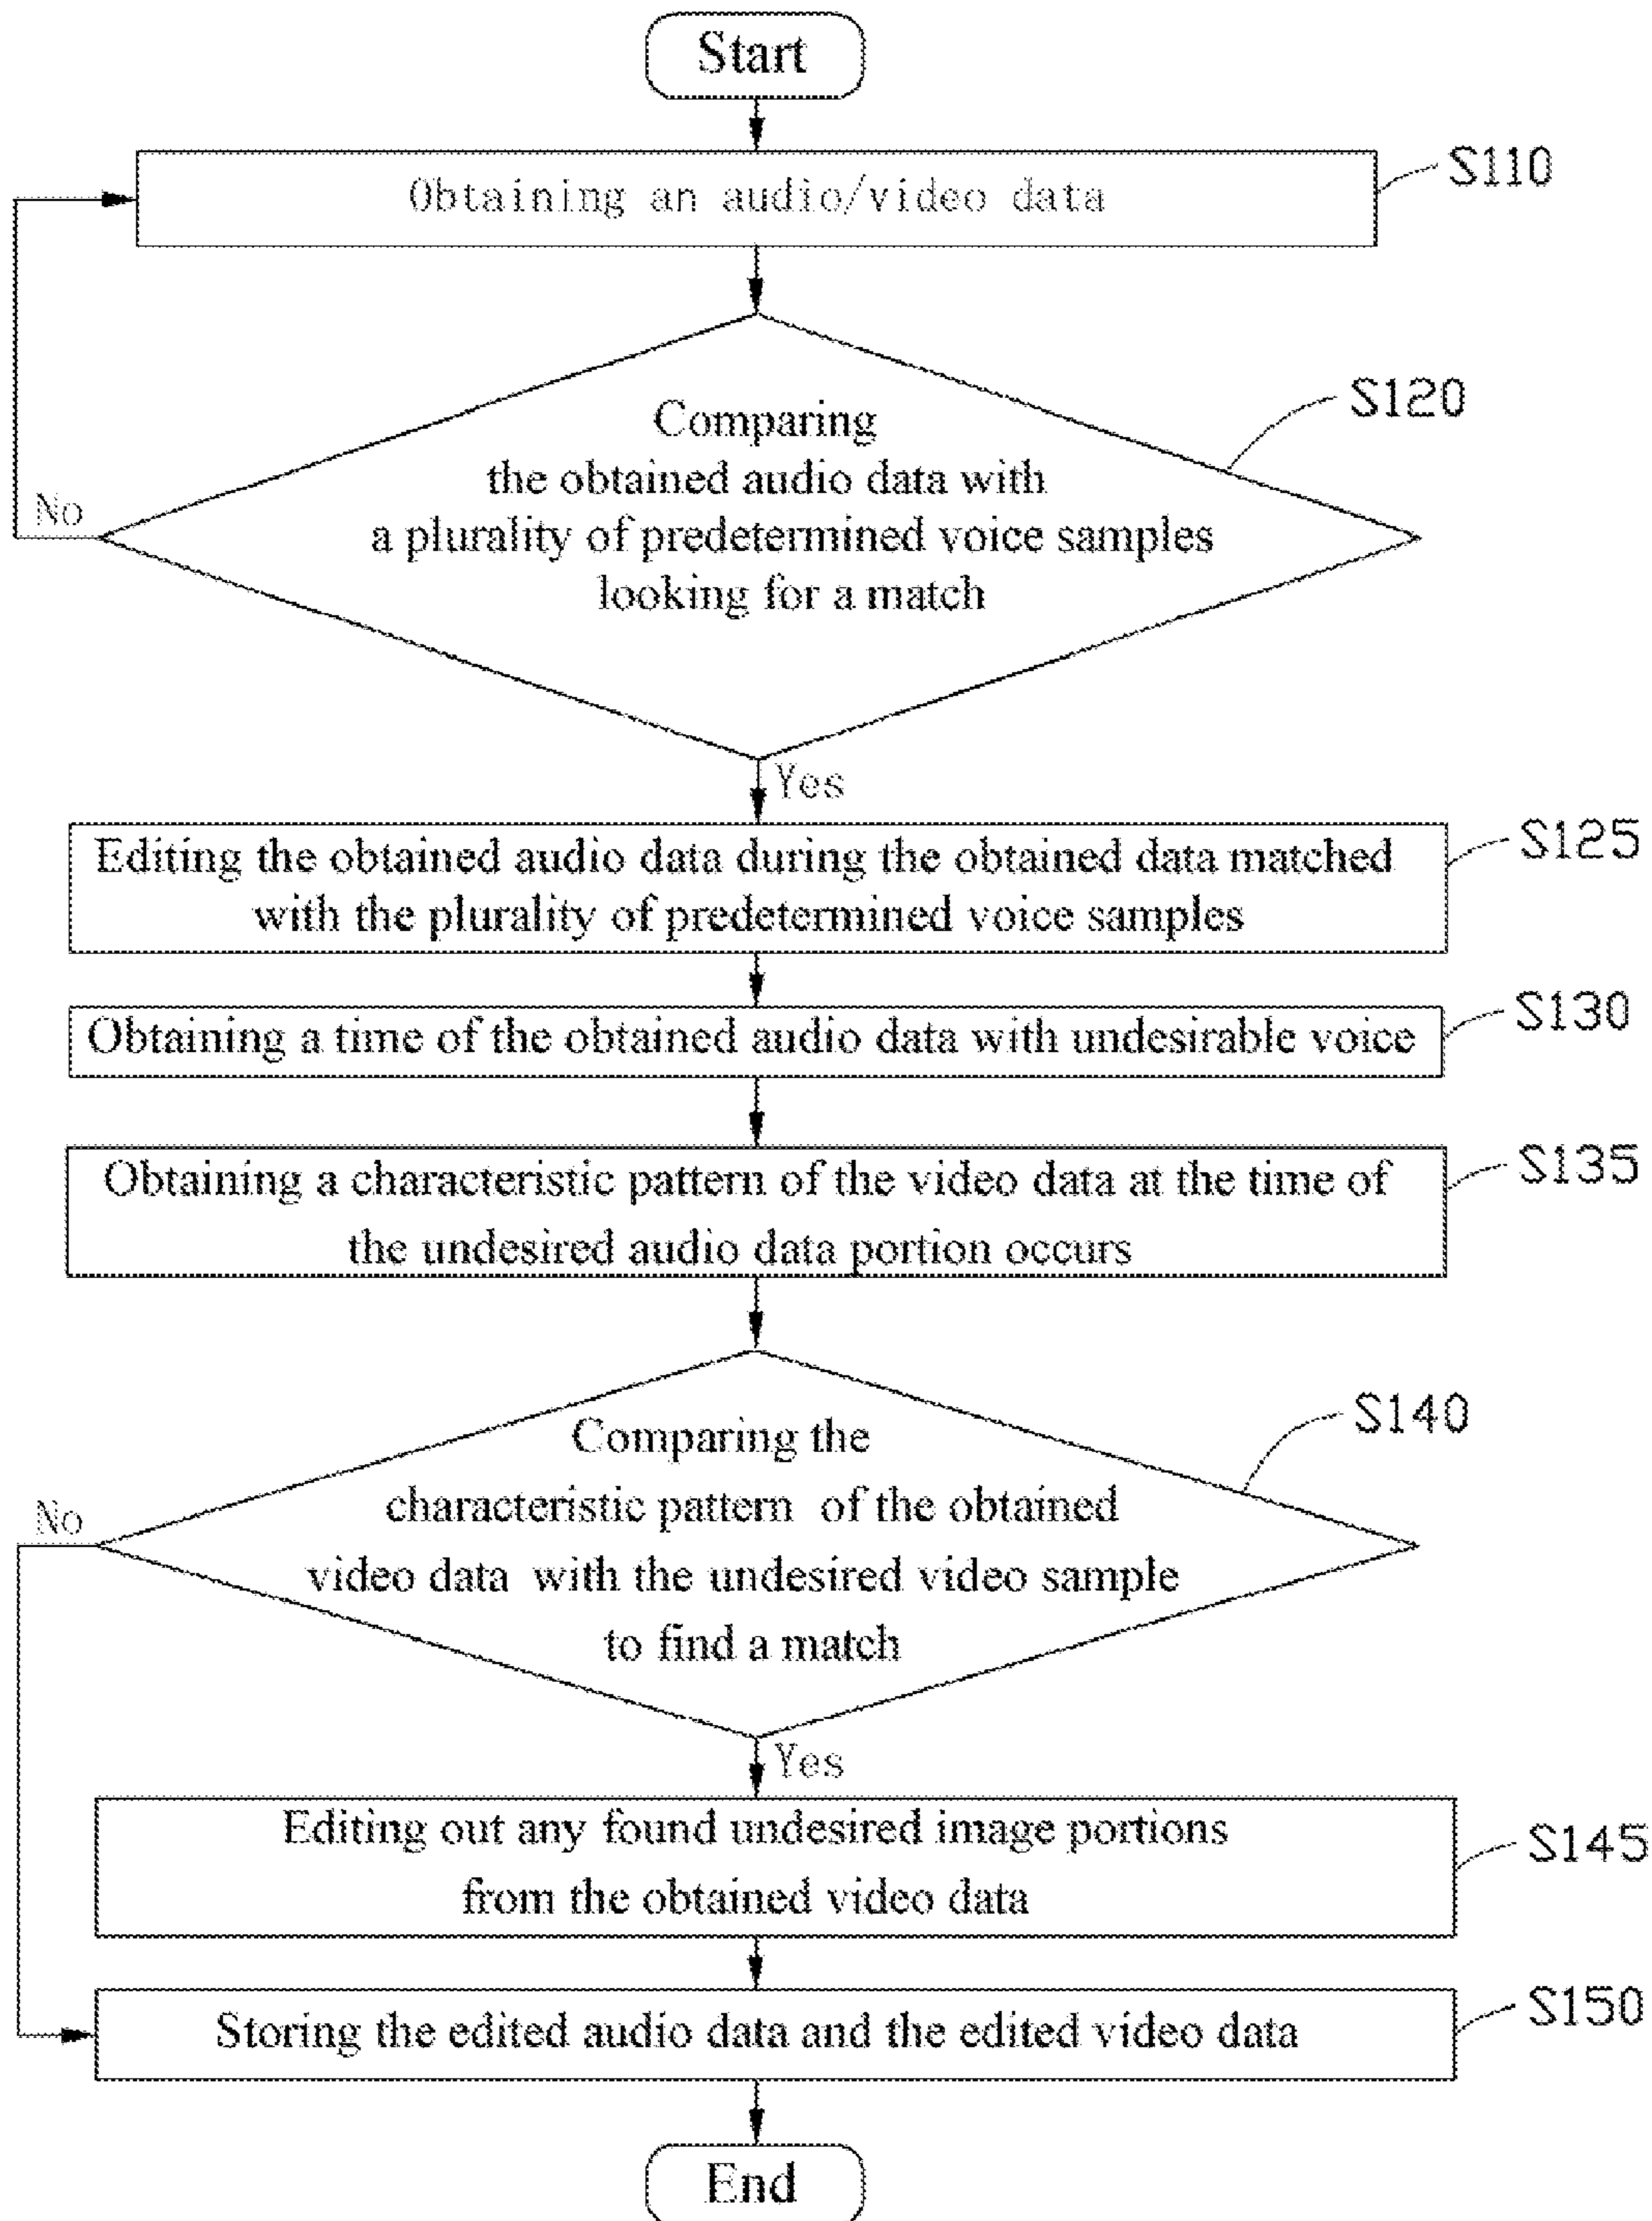 Start
Obtaining an audio/video data
S110
Comparing
the obtained audio data with
a plurality of predetermined voice samples
looking for a match
S120
No
Yes
Editing the obtained audio data during the obtained data matched
with the plurality of predetermined voice samples
S125
Obtaining a time of the obtained audio data with undesirable voice
S130
Obtaining a characteristic pattern of the video data at the time of
the undesired audio data portion occurs
S135
Comparing the
characteristic pattern of the obtained
video data with the undesired video sample
to find a match
S140
No
Yes
Editing out any found undesired image portions
from the obtained video data
S145
Storing the edited audio data and the edited video data
S150
End